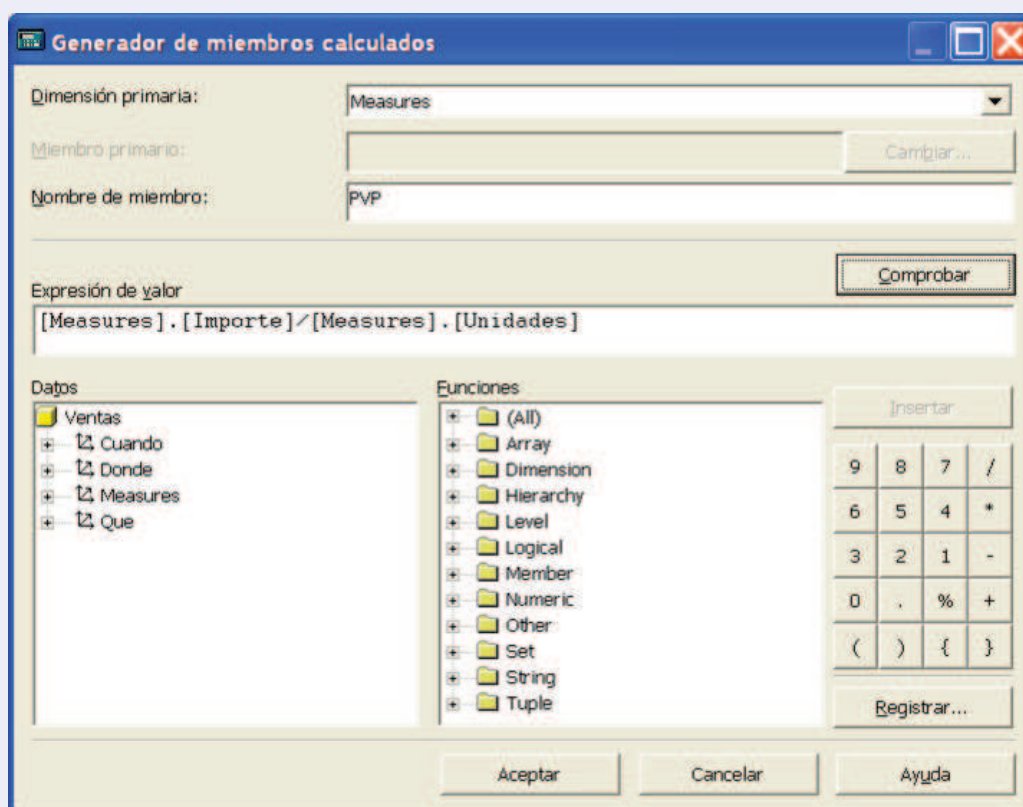 Generador de miembros calculados
Dimensión primaria:
Measures
Miembro primario:
Cambiar...
Nombre de miembro:
PVP
Comprobar
Expresión de valor
[Measures].[Importe]/[Measures].[Unidades]
Datos
Ventas
Cuando
Donde
Measures
Que
Funciones
(All)
Array
Dimension
Hierarchy
Level
Logical
Member
Numeric
Other
Set
String
Tuple
Insertar
9 8 7 /
6 5 4 *
3 2 1 -
0 . % +
( ) { }
Registrar...
Aceptar
Cancelar
Ayuda